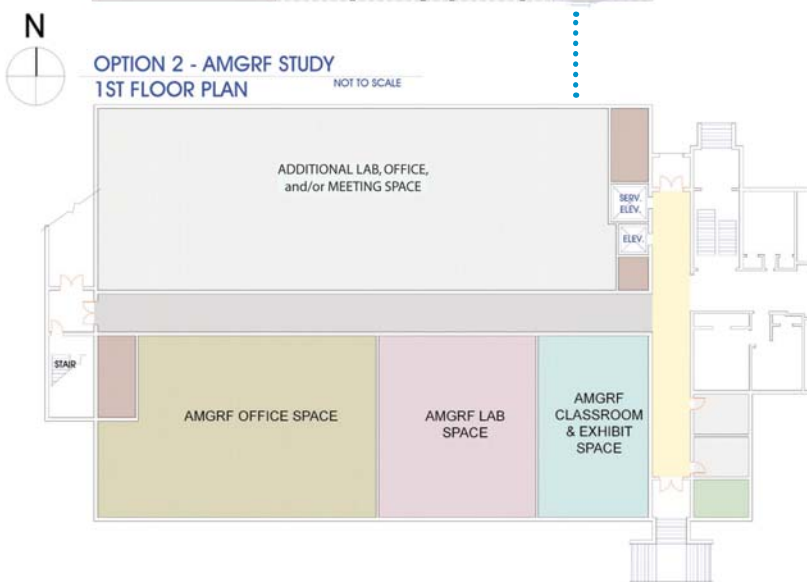 N
OPTION 2 - AMGRF STUDY
1ST FLOOR PLAN
NOT TO SCALE
ADDITIONAL LAB, OFFICE,
and/or MEETING SPACE
SERV.
ELEV.
ELEV.
STAIR
AMGRF OFFICE SPACE
AMGRF LAB
SPACE
AMGRF
CLASSROOM
& EXHIBIT
SPACE